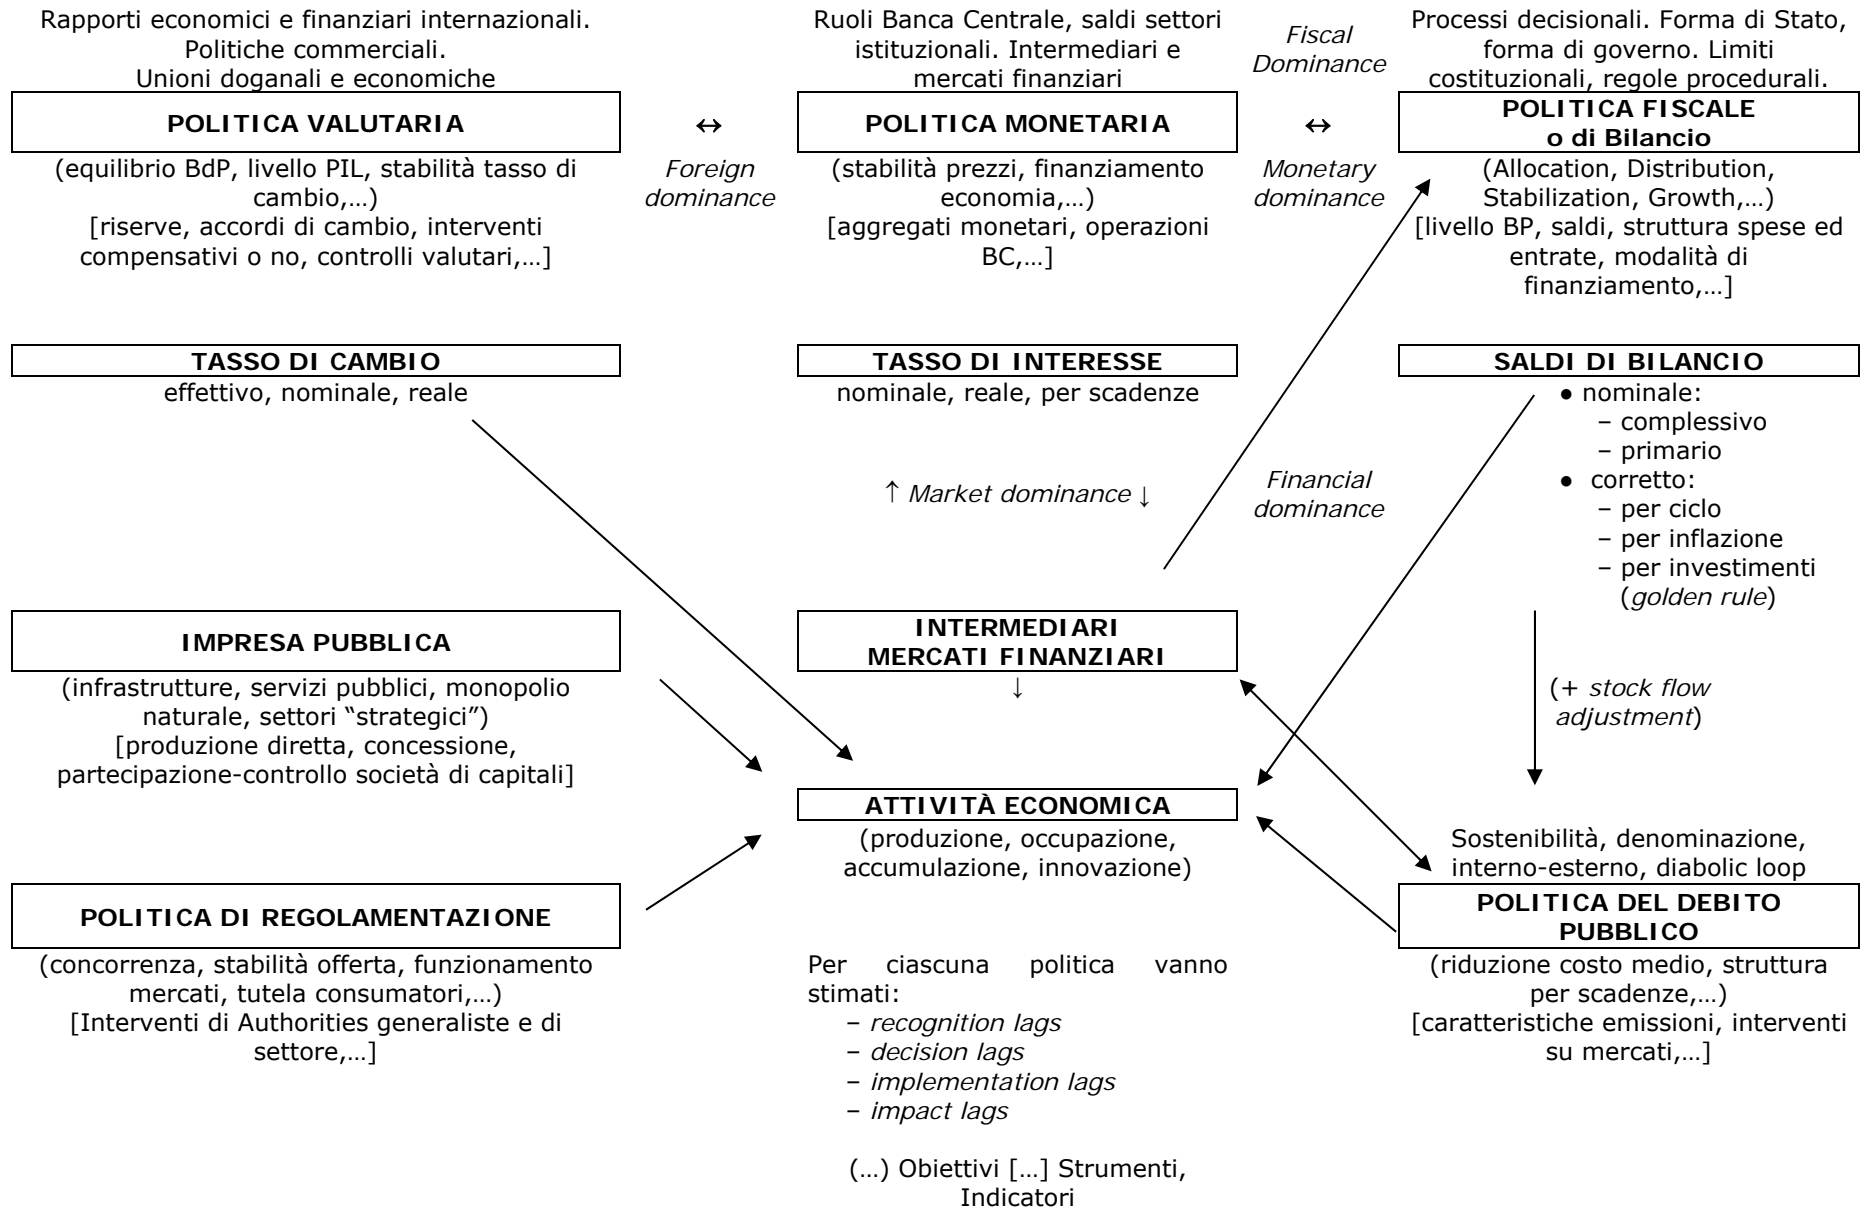 Rapporti economici e finanziari internazionali.
Politiche commerciali.
Unioni doganali e economiche
POLITICA VALUTARIA
(equilibrio BdP, livello PIL, stabilità tasso di
cambio,…)
[riserve, accordi di cambio, interventi
compensativi o no, controlli valutari,…]
↔
Foreign
dominance
Ruoli Banca Centrale, saldi settori
istituzionali. Intermediari e
mercati finanziari
POLITICA MONETARIA
(stabilità prezzi, finanziamento
economia,…)
[aggregati monetari, operazioni
BC,…]
Fiscal
Dominance
↔
Monetary
dominance
Processi decisionali. Forma di Stato,
forma di governo. Limiti
costituzionali, regole procedurali.
POLITICA FISCALE
o di Bilancio
(Allocation, Distribution,
Stabilization, Growth,…)
[livello BP, saldi, struttura spese ed
entrate, modalità di
finanziamento,…]
TASSO DI CAMBIO
effettivo, nominale, reale
TASSO DI INTERESSE
nominale, reale, per scadenze
↑ Market dominance ↓
Financial
dominance
SALDI DI BILANCIO
● nominale:
– complessivo
– primario
● corretto:
– per ciclo
– per inflazione
– per investimenti
(golden rule)
IMPRESA PUBBLICA
(infrastrutture, servizi pubblici, monopolio
naturale, settori “strategici”)
[produzione diretta, concessione,
partecipazione-controllo società di capitali]
INTERMEDIARI
MERCATI FINANZIARI
↓
(+ stock flow
adjustment)
ATTIVITÀ ECONOMICA
(produzione, occupazione,
accumulazione, innovazione)
Sostenibilità, denominazione,
interno-esterno, diabolic loop
POLITICA DEL DEBITO
PUBBLICO
(riduzione costo medio, struttura
per scadenze,…)
[caratteristiche emissioni, interventi
su mercati,…]
POLITICA DI REGOLAMENTAZIONE
(concorrenza, stabilità offerta, funzionamento
mercati, tutela consumatori,…)
[Interventi di Authorities generaliste e di
settore,…]
Per ciascuna politica vanno
stimati:
– recognition lags
– decision lags
– implementation lags
– impact lags
(…) Obiettivi […] Strumenti,
Indicatori